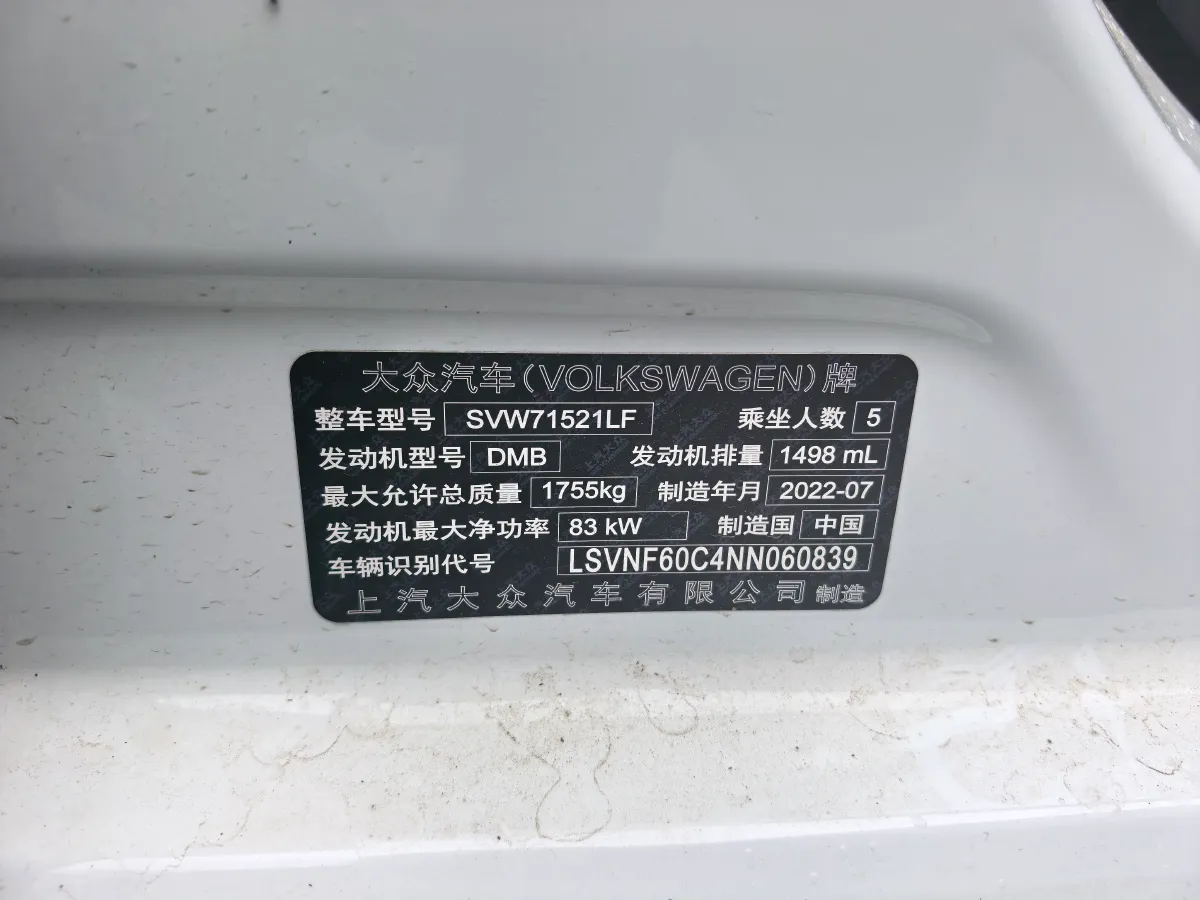 大众汽车(VOLKSWAGEN)牌
整车型号 SVW71521LF 乘坐人数 5
发动机型号 DMB 发动机排量 1498 mL
最大允许总质量 1755kg 制造年月 2022-07
发动机最大净功率 83 kW 制造国 中国
车辆识别代号 LSVNF60C4NN060839
上汽大众汽车有限公司 制造